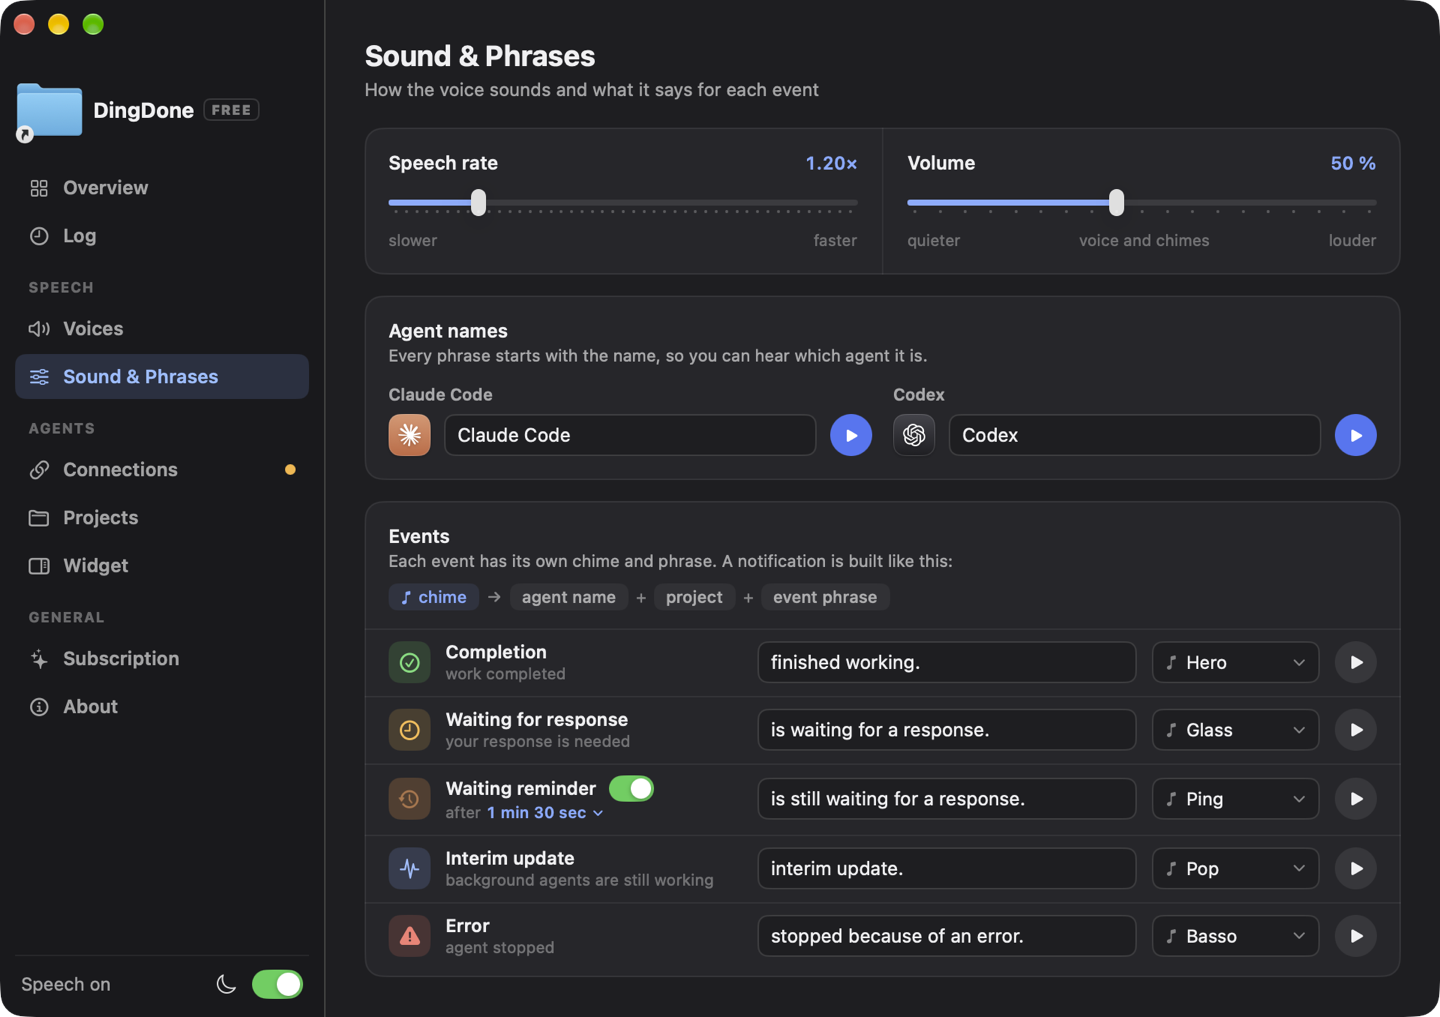 DingDone FREE
Overview
Log
SPEECH
Voices
Sound & Phrases
AGENTS
Connections
Projects
Widget
GENERAL
Subscription
About
Speech on
Sound & Phrases
How the voice sounds and what it says for each event
Speech rate 1.20×
slower faster
Volume 50 %
quieter voice and chimes louder
Agent names
Every phrase starts with the name, so you can hear which agent it is.
Claude Code Codex
Claude Code Codex
Events
Each event has its own chime and phrase. A notification is built like this:
♪ chime → agent name + project + event phrase
Completion
work completed
finished working. ♪ Hero
Waiting for response
your response is needed
is waiting for a response. ♪ Glass
Waiting reminder
after 1 min 30 sec
is still waiting for a response. ♪ Ping
Interim update
background agents are still working
interim update. ♪ Pop
Error
agent stopped
stopped because of an error. ♪ Basso